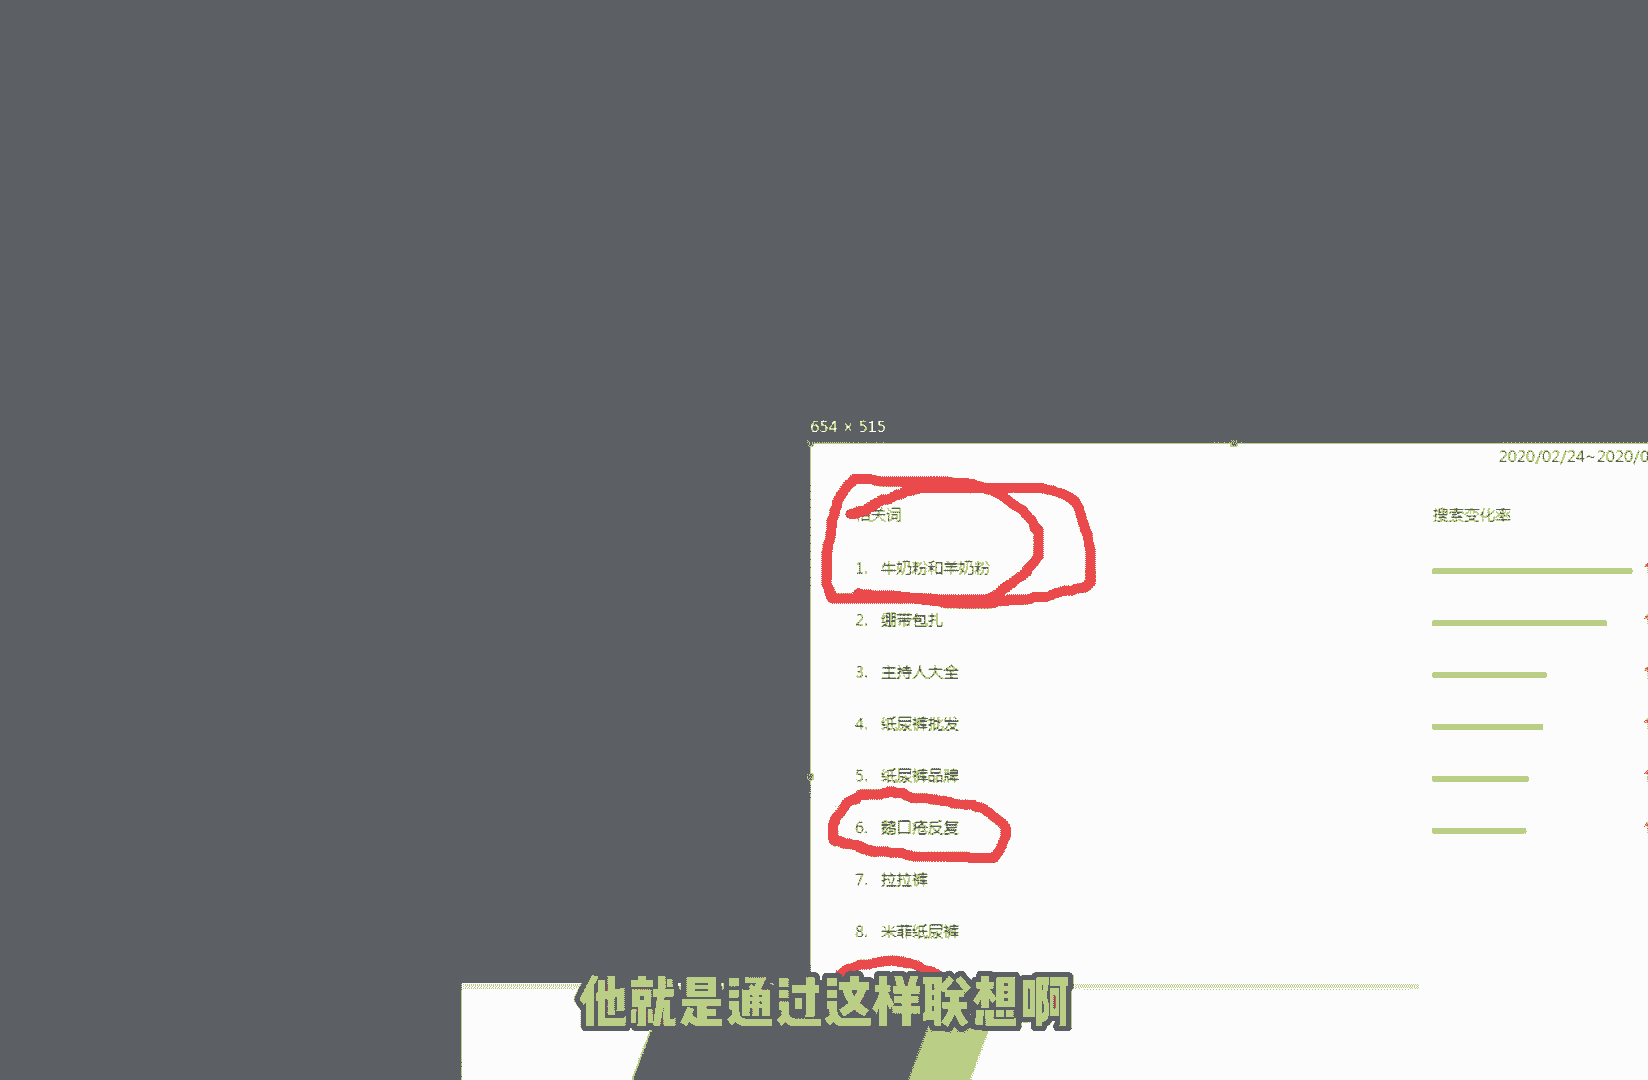 654 × 515
2020/02/24~2020/0
相关词 搜索变化率
1. 牛奶粉和羊奶粉
2. 绷带包扎
3. 主持人大全
4. 纸尿裤批发
5. 纸尿裤品牌
6. 鹅口疮反复
7. 拉拉裤
8. 米菲纸尿裤
他就是通过这样联想啊